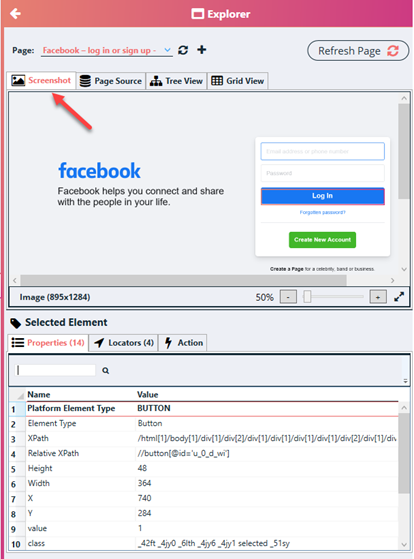 Explorer
Page: Facebook – log in or sign up -
Refresh Page
Screenshot Page Source Tree View Grid View
facebook
Facebook helps you connect and share
with the people in your life.
Email address or phone number
Password
Log In
Forgotten password?
Create New Account
Create a Page for a celebrity, band or business.
Image (895x1284) 50% - +
Selected Element
Properties (14) Locators (4) Action
Name Value
1 Platform Element Type BUTTON
2 Element Type Button
3 XPath /html[1]/body[1]/div[1]/div[2]/div[1]/div[1]/div[1]/div[1]/div[2]/div[1]/div
4 Relative XPath //button[@id='u_0_d_wi']
5 Height 48
6 Width 364
7 X 740
8 Y 284
9 value 1
10 class _42ft _4jy0 _6lth _4jy6 _4jy1 selected _51sy